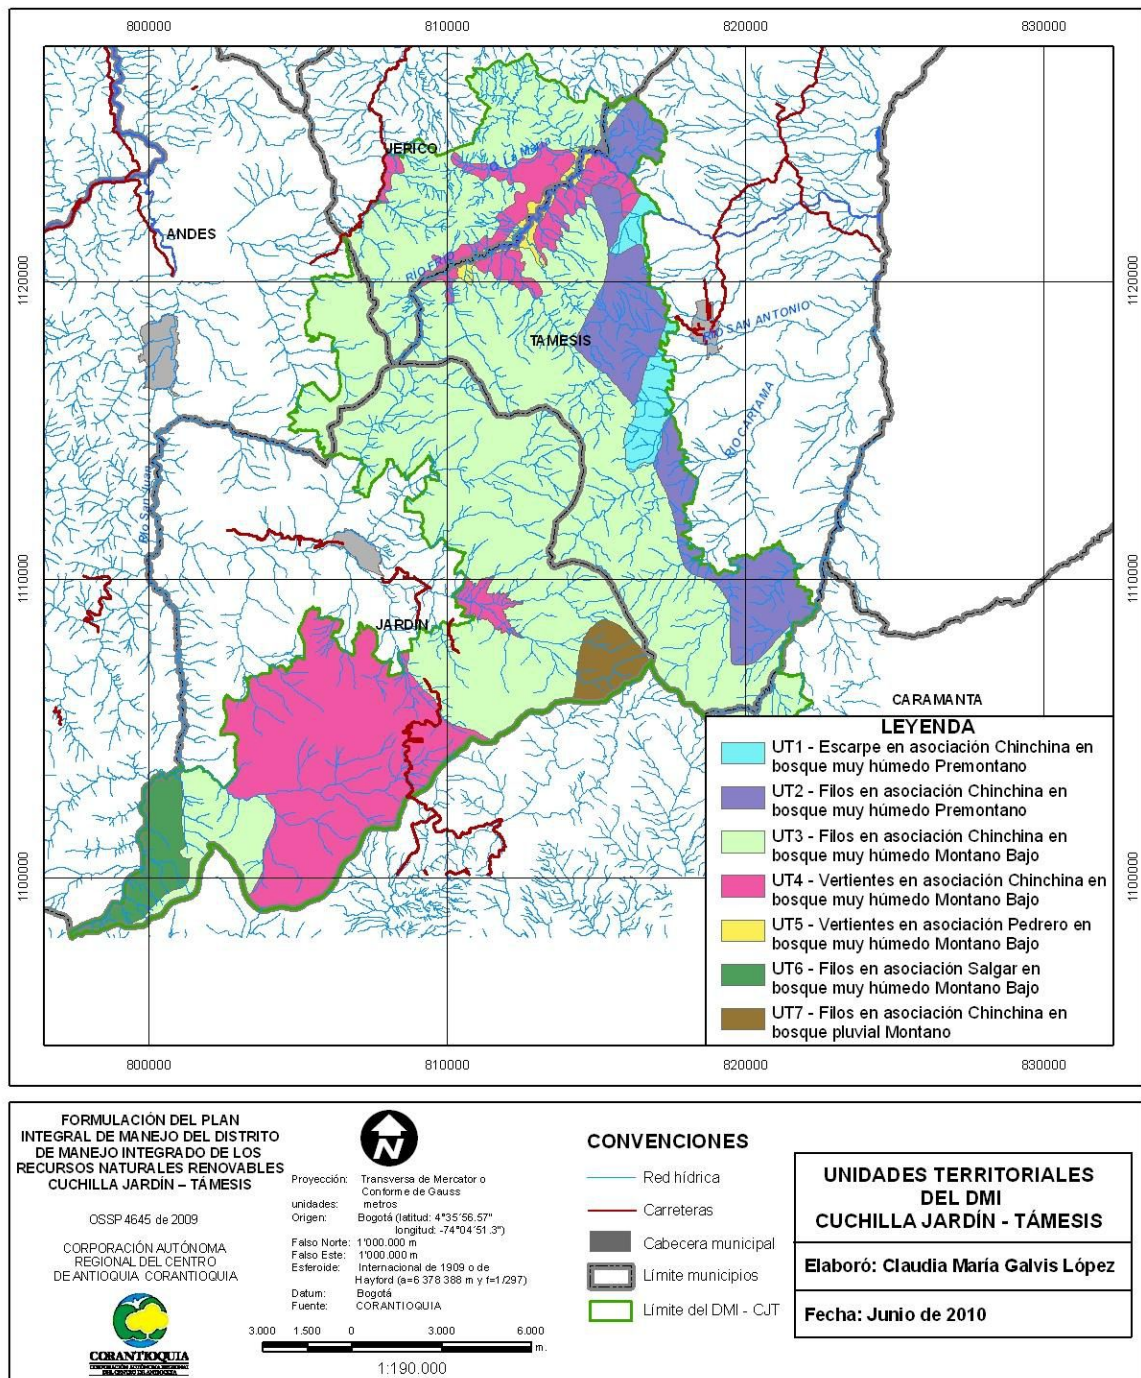 800000 810000 820000 830000
1120000
1110000
1100000
1120000
1110000
1100000
JERICO
ANDES
RIO FRIO
TAMESIS
RIO SAN ANTONIO
RIO CARTAMA
JARDIN
CARAMANTA
LEYENDA
UT1 - Escarpe en asociación Chinchina en
bosque muy húmedo Premontano
UT2 - Filos en asociación Chinchina en
bosque muy húmedo Premontano
UT3 - Filos en asociación Chinchina en
bosque muy húmedo Montano Bajo
UT4 - Vertientes en asociación Chinchina en
bosque muy húmedo Montano Bajo
UT5 - Vertientes en asociación Pedrero en
bosque muy húmedo Montano Bajo
UT6 - Filos en asociación Salgar en
bosque muy húmedo Montano Bajo
UT7 - Filos en asociación Chinchina en
bosque pluvial Montano
800000 810000 820000 830000
FORMULACIÓN DEL PLAN
INTEGRAL DE MANEJO DEL DISTRITO
DE MANEJO INTEGRADO DE LOS
RECURSOS NATURALES RENOVABLES
CUCHILLA JARDÍN – TÁMESIS
OSSP 4645 de 2009
CORPORACIÓN AUTÓNOMA
REGIONAL DEL CENTRO
DE ANTIOQUIA CORANTIOQUIA
CORANTIOQUIA
N
Proyección: Transversa de Mercator o
Conforme de Gauss
unidades: metros
Origen: Bogotá (latitud: 4°35'56.57"
longitud: -74°04'51.3")
Falso Norte: 1'000.000 m
Falso Este: 1'000.000 m
Esferoide: Internacional de 1909 o de
Hayford (a=6 378 388 m y f=1/297)
Datum: Bogotá
Fuente: CORANTIOQUIA
3.000 1.500 0 3.000 6.000
m.
1:190.000
CONVENCIONES
Red hídrica
Carreteras
Cabecera municipal
Límite municipios
Límite del DMI - CJT
UNIDADES TERRITORIALES
DEL DMI
CUCHILLA JARDÍN - TÁMESIS
Elaboró: Claudia María Galvis López
Fecha: Junio de 2010